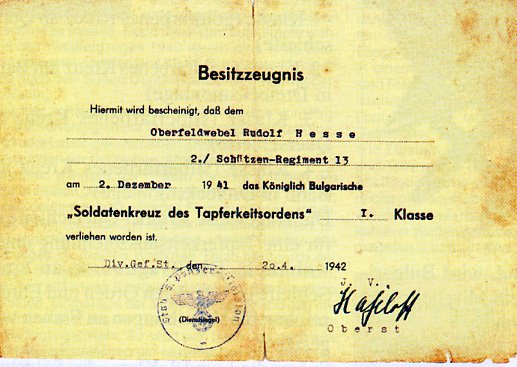 Besitzzeugnis
Hiermit wird bescheinigt, daß dem
Oberfeldwebel Rudolf Hesse
2./ Schützen-Regiment 13
am 2. Dezember 1941 das Königlich Bulgarische
„Soldatenkreuz des Tapferkeitsordens" I. Klasse
verliehen worden ist.
Div.Gef.St. den 20.4. 1942
J. V.
Oberst
(Dienstsiegel)